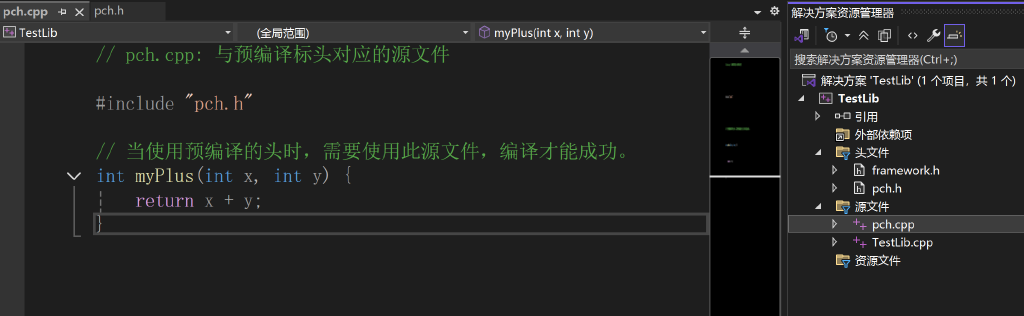 pch.cpp
pch.h
TestLib
(全局范围)
myPlus(int x, int y)
// pch.cpp: 与预编译标头对应的源文件
#include "pch.h"
// 当使用预编译的头时，需要使用此源文件，编译才能成功。
int myPlus(int x, int y) {
return x + y;
}
解决方案资源管理器
搜索解决方案资源管理器(Ctrl+;)
解决方案 'TestLib' (1 个项目，共 1 个)
TestLib
引用
外部依赖项
头文件
framework.h
pch.h
源文件
pch.cpp
TestLib.cpp
资源文件